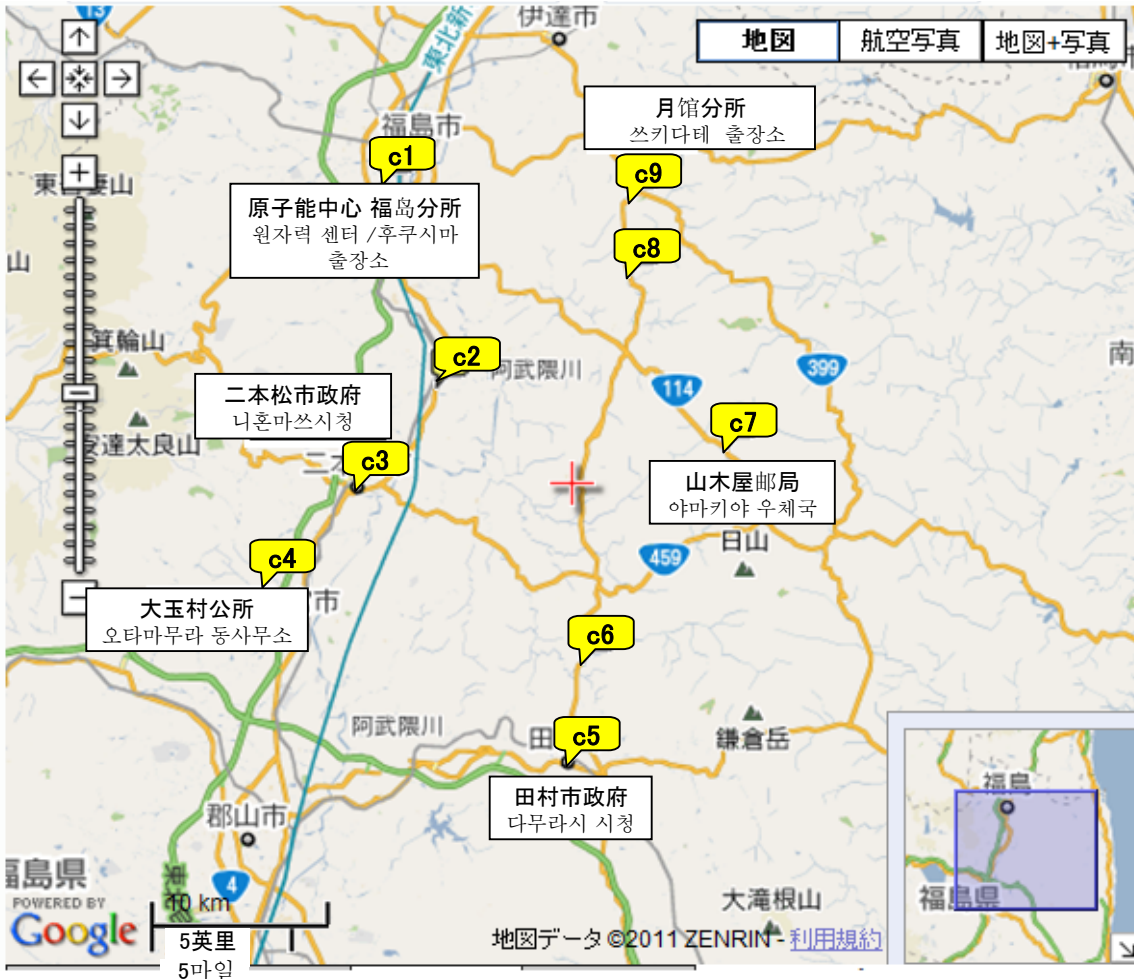 13
東北新
伊達市
地図
航空写真
地図+写真
福島市
月馆分所
쓰키다테 출장소
c1
c9
原子能中心 福岛分所
원자력 센터 /후쿠시마
출장소
c8
山
箕輪山
c2
阿武隈川
南
399
114
二本松市政府
니혼마쓰시청
安達太良山
c7
c3
山木屋邮局
야마키야 우체국
日山
459
c4
大玉村公所
오타마무라 동사무소
市
c6
阿武隈川
田
c5
鎌倉岳
田村市政府
다무라시 시청
郡山市
福島
福島県
4
福島県
大滝根山
POWERED BY
Google
10 km
5英里
5마일
地図データ ©2011 ZENRIN - 利用規約